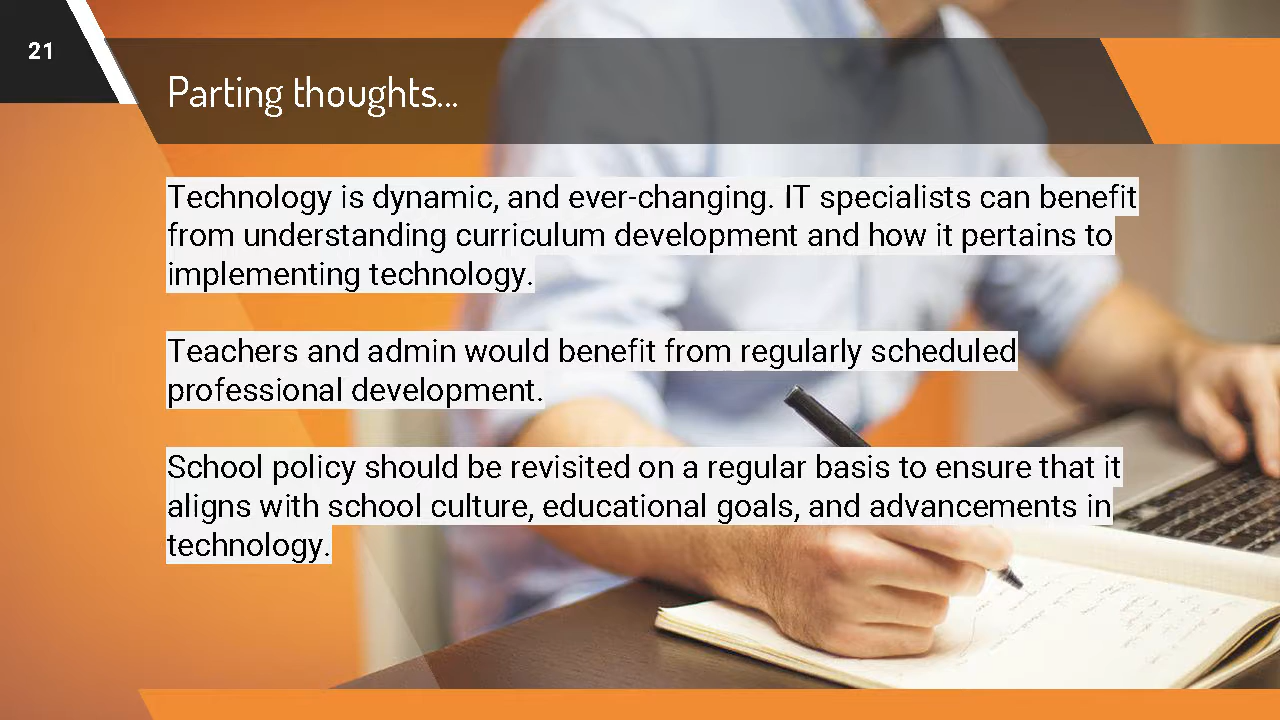 21
Parting thoughts...
Technology is dynamic, and ever-changing. IT specialists can benefit
from understanding curriculum development and how it pertains to
implementing technology.
Teachers and admin would benefit from regularly scheduled
professional development.
School policy should be revisited on a regular basis to ensure that it
aligns with school culture, educational goals, and advancements in
technology.